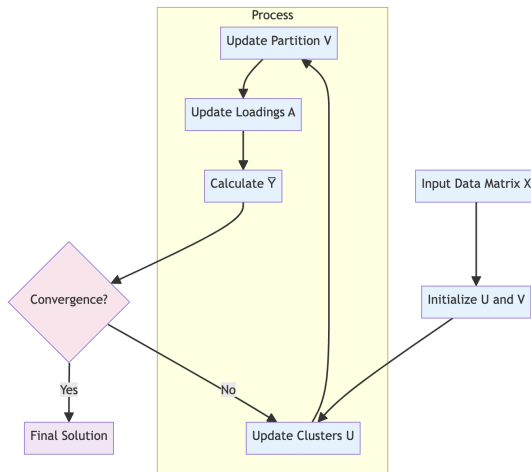 Process
Update Partition V
Update Loadings A
Calculate Y̅
Input Data Matrix X
Convergence?
Initialize U and V
Yes
No
Final Solution
Update Clusters U